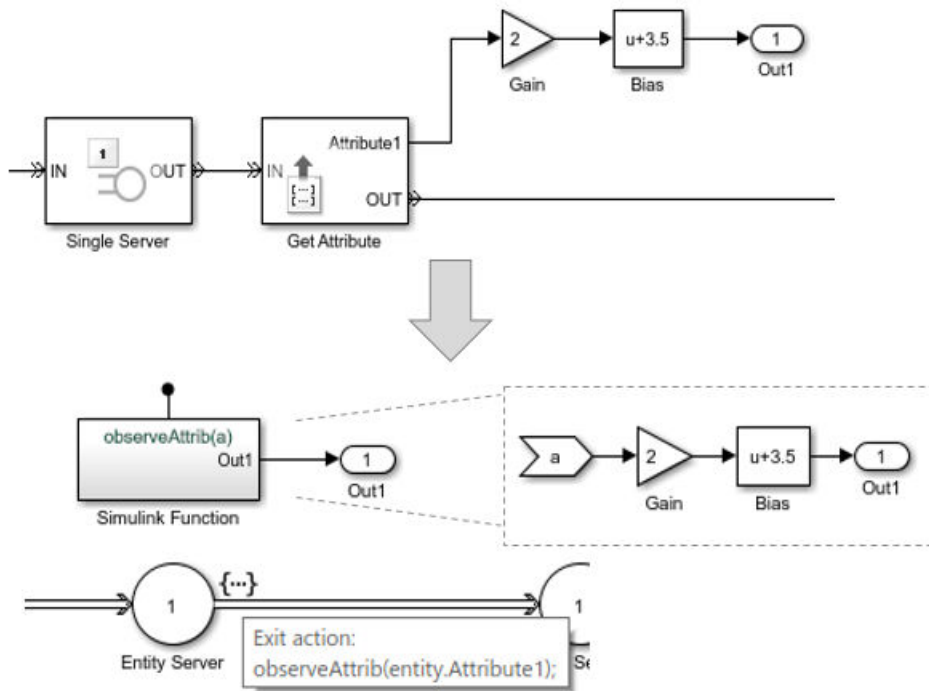 2
u+3.5
1
Gain
Bias
Out1
1
IN
OUT
Single Server
Attribute1
IN
[...]
[...]
OUT
Get Attribute
observeAttrib(a)
Out1
Simulink Function
1
Out1
a
2
u+3.5
1
Gain
Bias
Out1
1
{...}
1
Entity Server
Se
Exit action:
observeAttrib(entity.Attribute1);